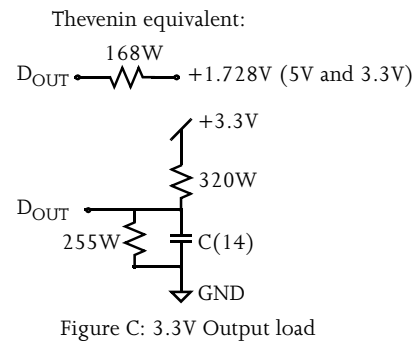 Thevenin equivalent:
168W
DOUT
+1.728V (5V and 3.3V)
+3.3V
320W
DOUT
255W
C(14)
GND
Figure C: 3.3V Output load